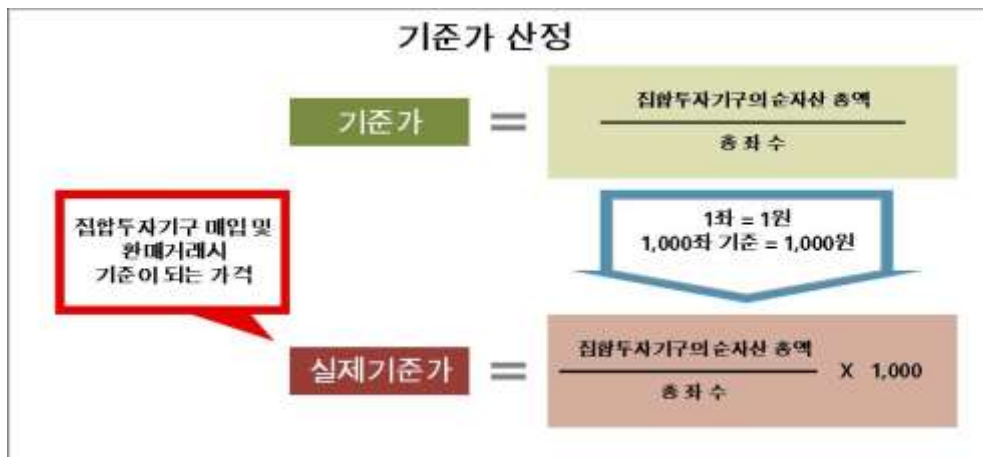 기준가 산정
기준가
=
집합투자기구의 순자산 총액
총 좌 수
집합투자기구 매입 및
환매거래시
기준이 되는 가격
1좌 = 1원
1,000좌 기준 = 1,000원
실제기준가
=
집합투자기구의 순자산 총액
총 좌 수
X 1,000